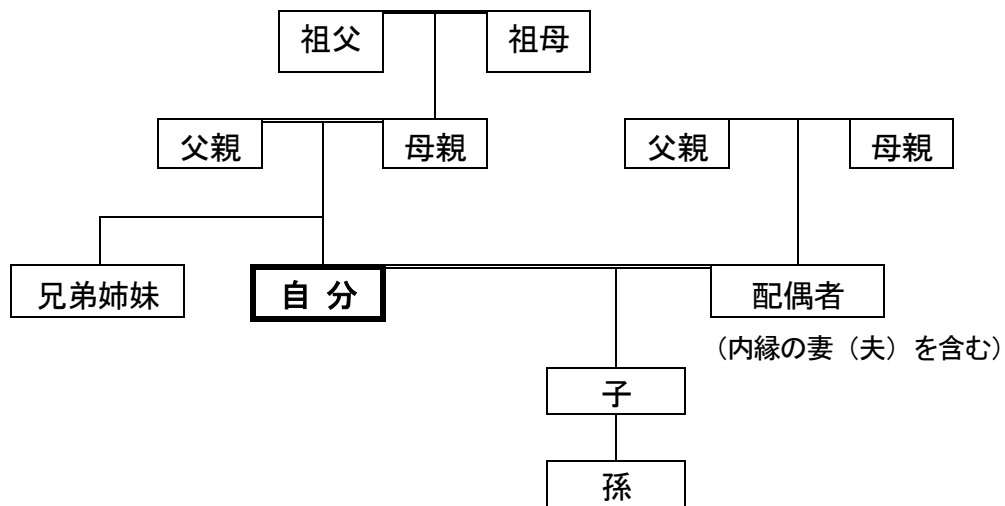 祖父
祖母
父親
母親
父親
母親
兄弟姉妹
自 分
配偶者
（内縁の妻（夫）を含む）
子
孫